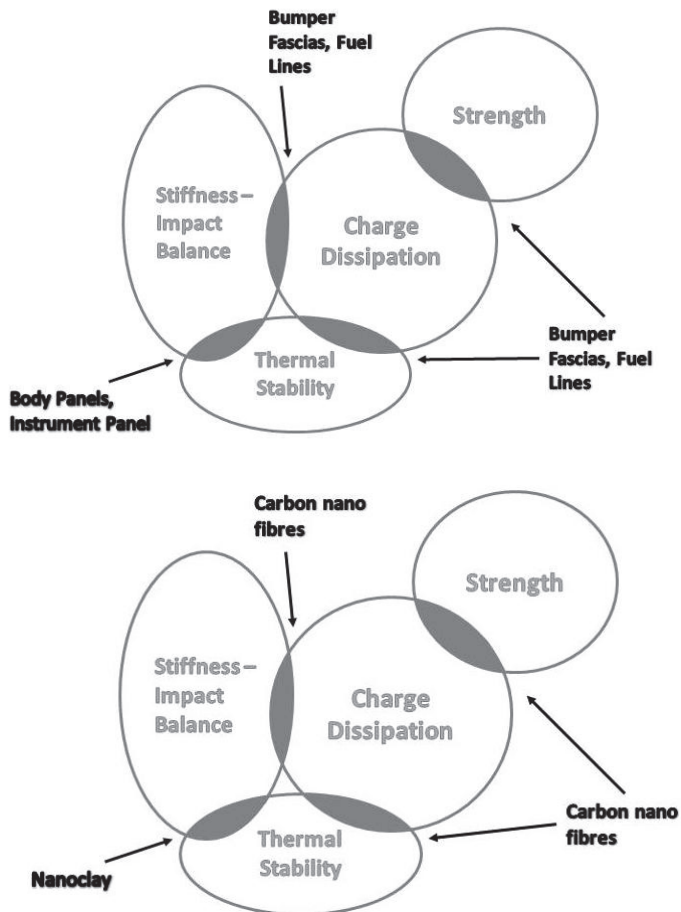 Bumper
Fascias, Fuel
Lines
Strength
Stiffness–
Impact
Balance
Charge
Dissipation
Bumper
Fascias, Fuel
Lines
Thermal
Stability
Body Panels,
Instrument Panel
Carbon nano
fibres
Strength
Stiffness–
Impact
Balance
Charge
Dissipation
Carbon nano
fibres
Thermal
Stability
Nanoclay